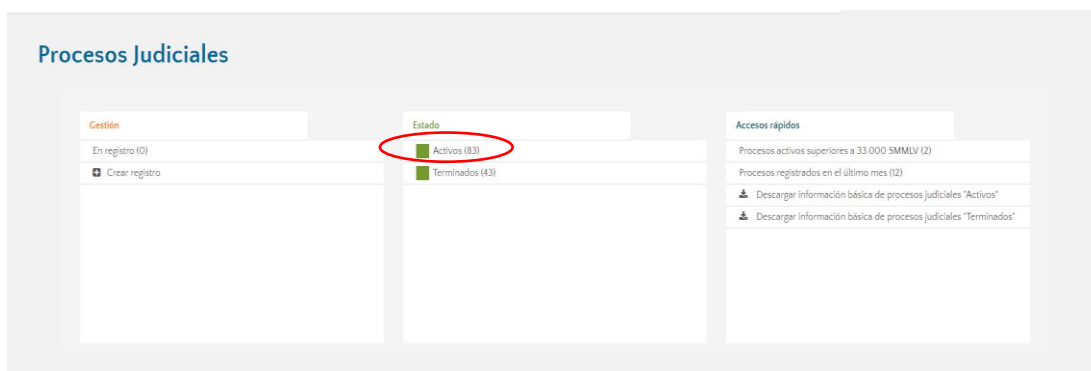 Procesos Judiciales
Gestión
En registro (0)
Crear registro
Estado
Activos (83)
Terminados (43)
Accesos rápidos
Procesos activos superiores a 33.000 SMMLV (2)
Procesos registrados en el último mes (12)
Descargar información básica de procesos judiciales "Activos"
Descargar información básica de procesos judiciales "Terminados"